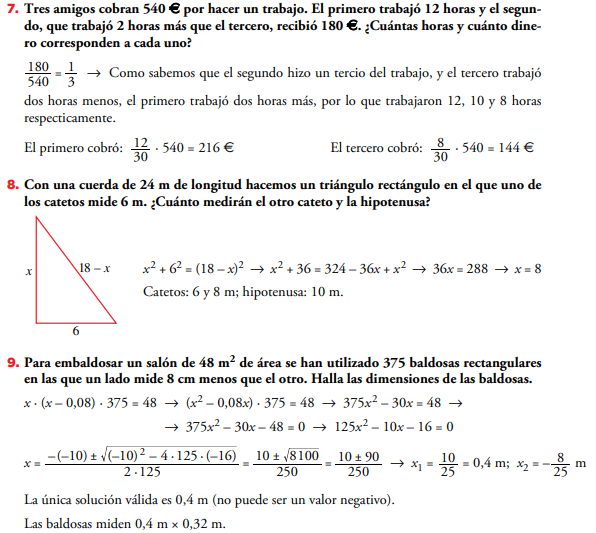 7. Tres amigos cobran 540 € por hacer un trabajo. El primero trabajó 12 horas y el segun-
do, que trabajó 2 horas más que el tercero, recibió 180 €. ¿Cuántas horas y cuánto dine-
ro corresponden a cada uno?
180/540 = 1/3 → Como sabemos que el segundo hizo un tercio del trabajo, y el tercero trabajó
dos horas menos, el primero trabajó dos horas más, por lo que trabajaron 12, 10 y 8 horas
respecticamente.
El primero cobró: 12/30 · 540 = 216 € El tercero cobró: 8/30 · 540 = 144 €
8. Con una cuerda de 24 m de longitud hacemos un triángulo rectángulo en el que uno de
los catetos mide 6 m. ¿Cuánto medirán el otro cateto y la hipotenusa?
x 18 – x x² + 6² = (18 – x)² → x² + 36 = 324 – 36x + x² → 36x = 288 → x = 8
Catetos: 6 y 8 m; hipotenusa: 10 m.
6
9. Para embaldosar un salón de 48 m² de área se han utilizado 375 baldosas rectangulares
en las que un lado mide 8 cm menos que el otro. Halla las dimensiones de las baldosas.
x · (x – 0,08) · 375 = 48 → (x² – 0,08x) · 375 = 48 → 375x² – 30x = 48 →
→ 375x² – 30x – 48 = 0 → 125x² – 10x – 16 = 0
x = (–(–10) ± √((–10)² – 4 · 125 · (–16)))/(2 · 125) = (10 ± √8100)/250 = (10 ± 90)/250 → x₁ = 10/25 = 0,4 m; x₂ = –8/25 m
La única solución válida es 0,4 m (no puede ser un valor negativo).
Las baldosas miden 0,4 m × 0,32 m.